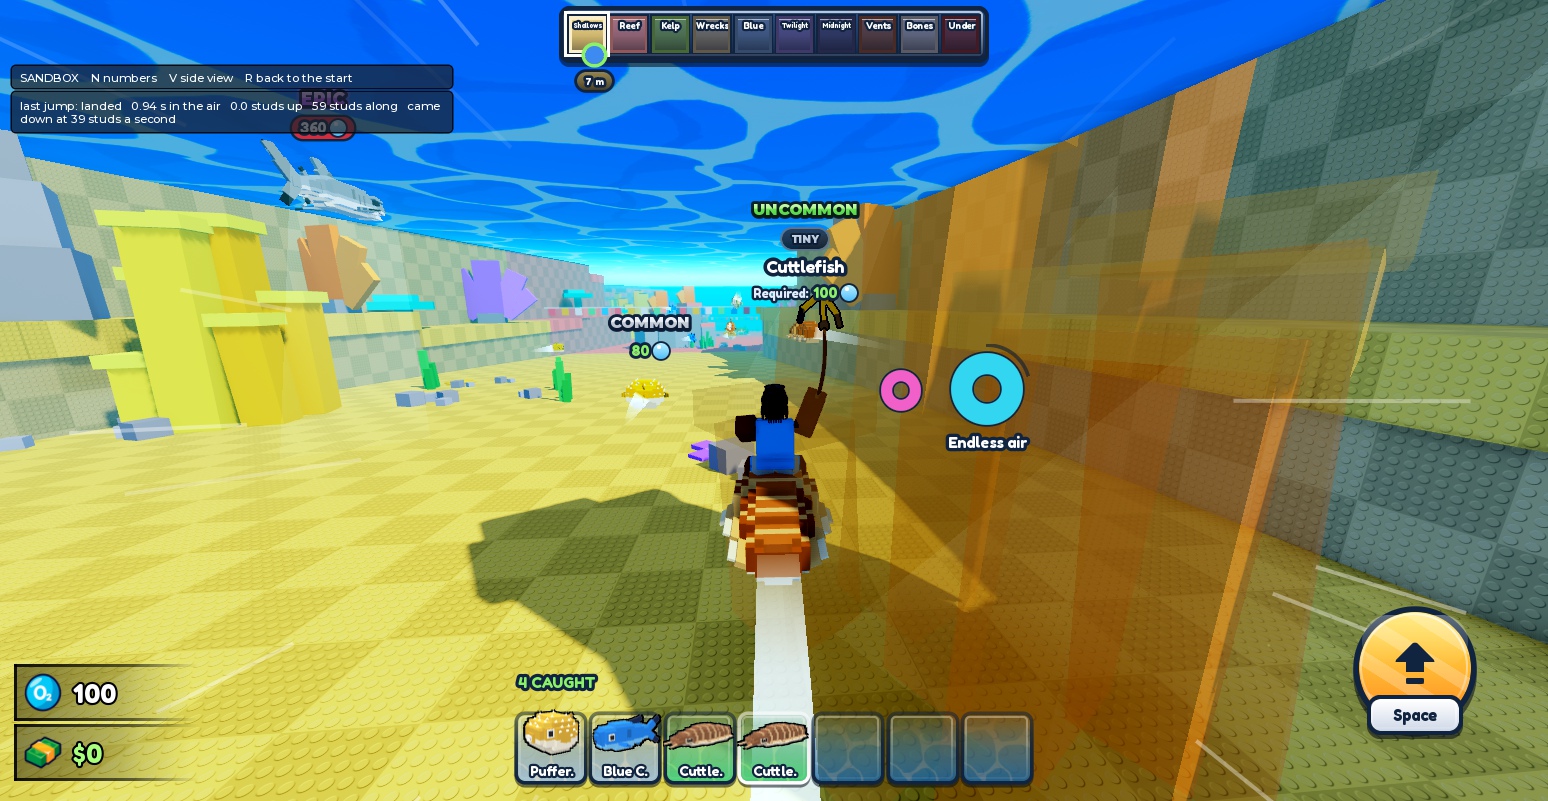 Shallows Reef Kelp Wrecks Blue Twilight Midnight Vents Bones Under
7 m
SANDBOX N numbers V side view R back to the start
EPIC
last jump: landed 0.94 s in the air 0.0 studs up 59 studs along came
down at 39 studs a second
360
UNCOMMON
TINY
Cuttlefish
Required: 100
COMMON
80
Endless air
O2 100
$0
4 CAUGHT
Puffer. Blue C. Cuttle. Cuttle.
Space